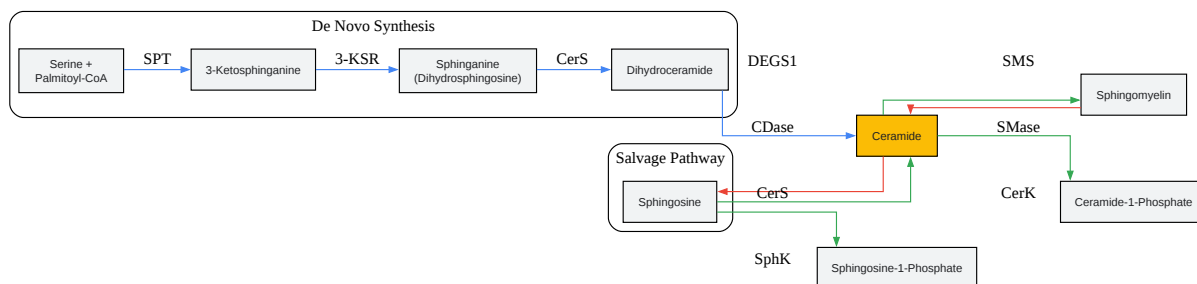 De Novo Synthesis
Serine +
Palmitoyl-CoA
SPT
3-Ketosphinganine
3-KSR
Sphinganine
(Dihydrosphingosine)
CerS
Dihydroceramide
DEGS1
SMS
Sphingomyelin
CDase
Ceramide
SMase
Salvage Pathway
Sphingosine
CerS
CerK
Ceramide-1-Phosphate
SphK
Sphingosine-1-Phosphate